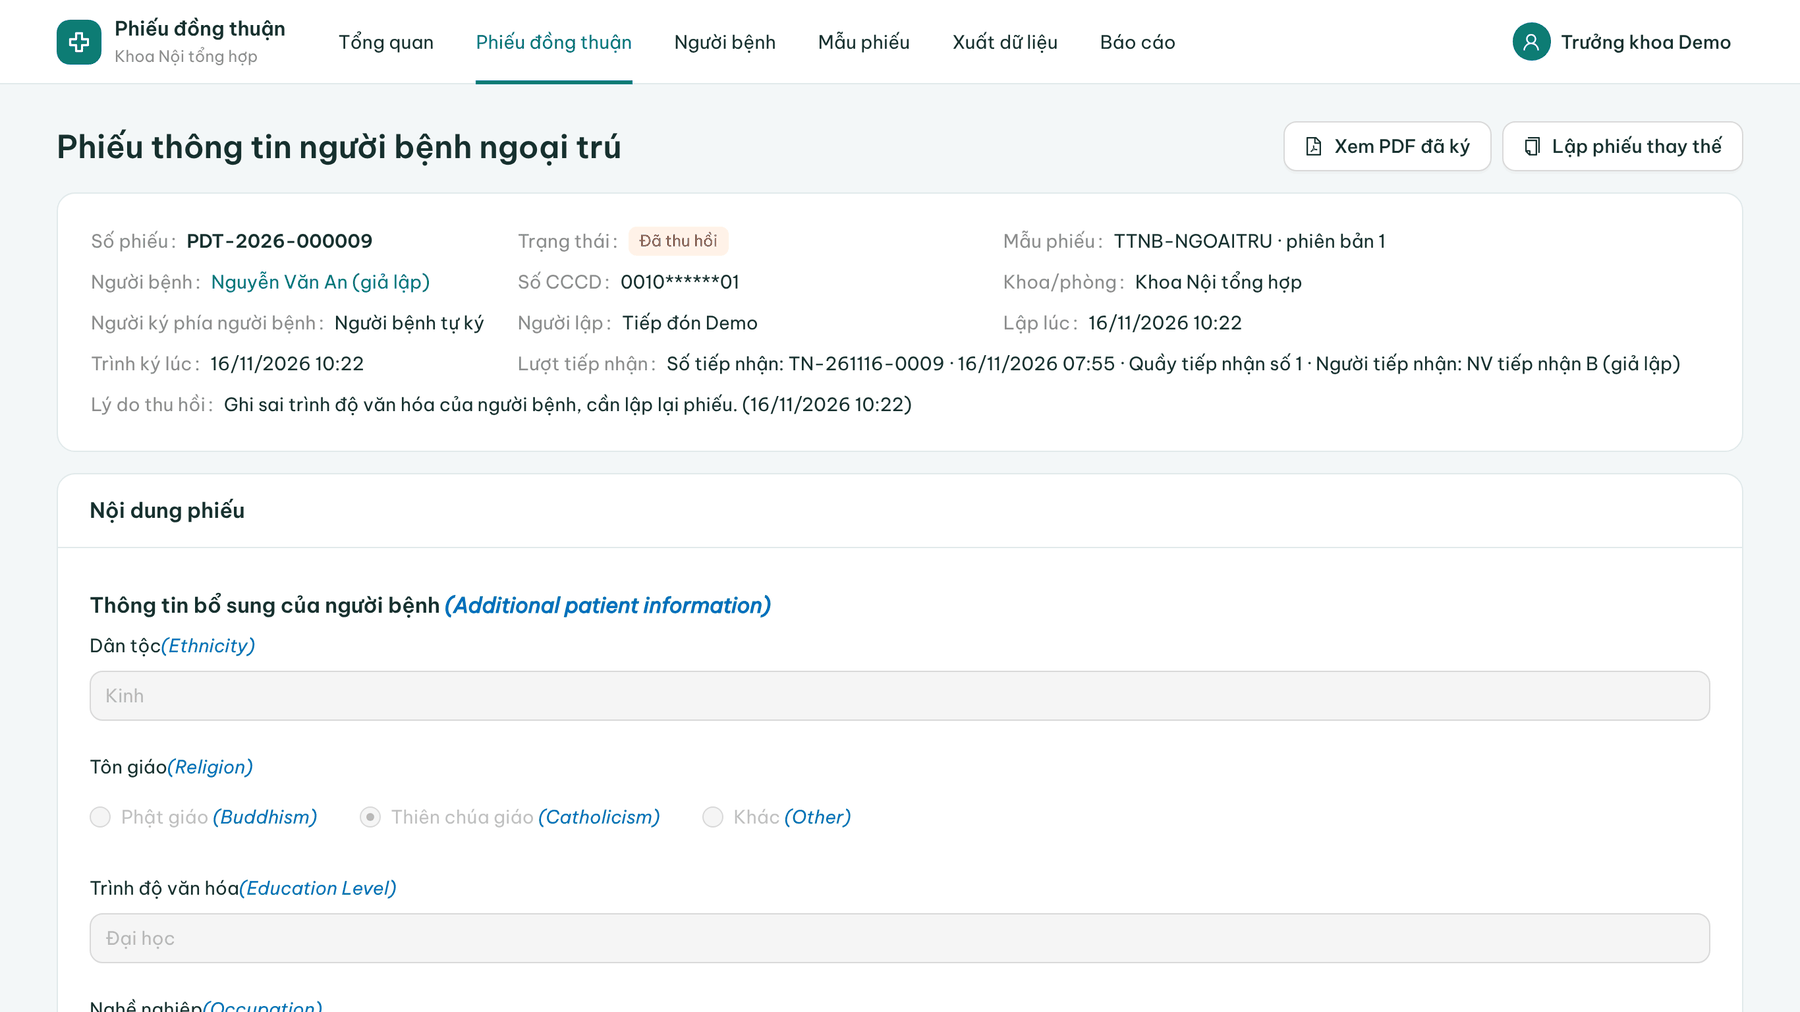 Phiếu đồng thuận
Khoa Nội tổng hợp
Tổng quan
Phiếu đồng thuận
Người bệnh
Mẫu phiếu
Xuất dữ liệu
Báo cáo
Trưởng khoa Demo
Phiếu thông tin người bệnh ngoại trú
Xem PDF đã ký
Lập phiếu thay thế
Số phiếu: PDT-2026-000009
Trạng thái: Đã thu hồi
Mẫu phiếu: TTNB-NGOAITRU · phiên bản 1
Người bệnh: Nguyễn Văn An (giả lập)
Số CCCD: 0010******01
Khoa/phòng: Khoa Nội tổng hợp
Người ký phía người bệnh: Người bệnh tự ký
Người lập: Tiếp đón Demo
Lập lúc: 16/11/2026 10:22
Trình ký lúc: 16/11/2026 10:22
Lượt tiếp nhận: Số tiếp nhận: TN-261116-0009 · 16/11/2026 07:55 · Quầy tiếp nhận số 1 · Người tiếp nhận: NV tiếp nhận B (giả lập)
Lý do thu hồi: Ghi sai trình độ văn hóa của người bệnh, cần lập lại phiếu. (16/11/2026 10:22)
Nội dung phiếu
Thông tin bổ sung của người bệnh (Additional patient information)
Dân tộc(Ethnicity)
Kinh
Tôn giáo(Religion)
Phật giáo (Buddhism)
Thiên chúa giáo (Catholicism)
Khác (Other)
Trình độ văn hóa(Education Level)
Đại học
Nghề nghiệp(Occupation)